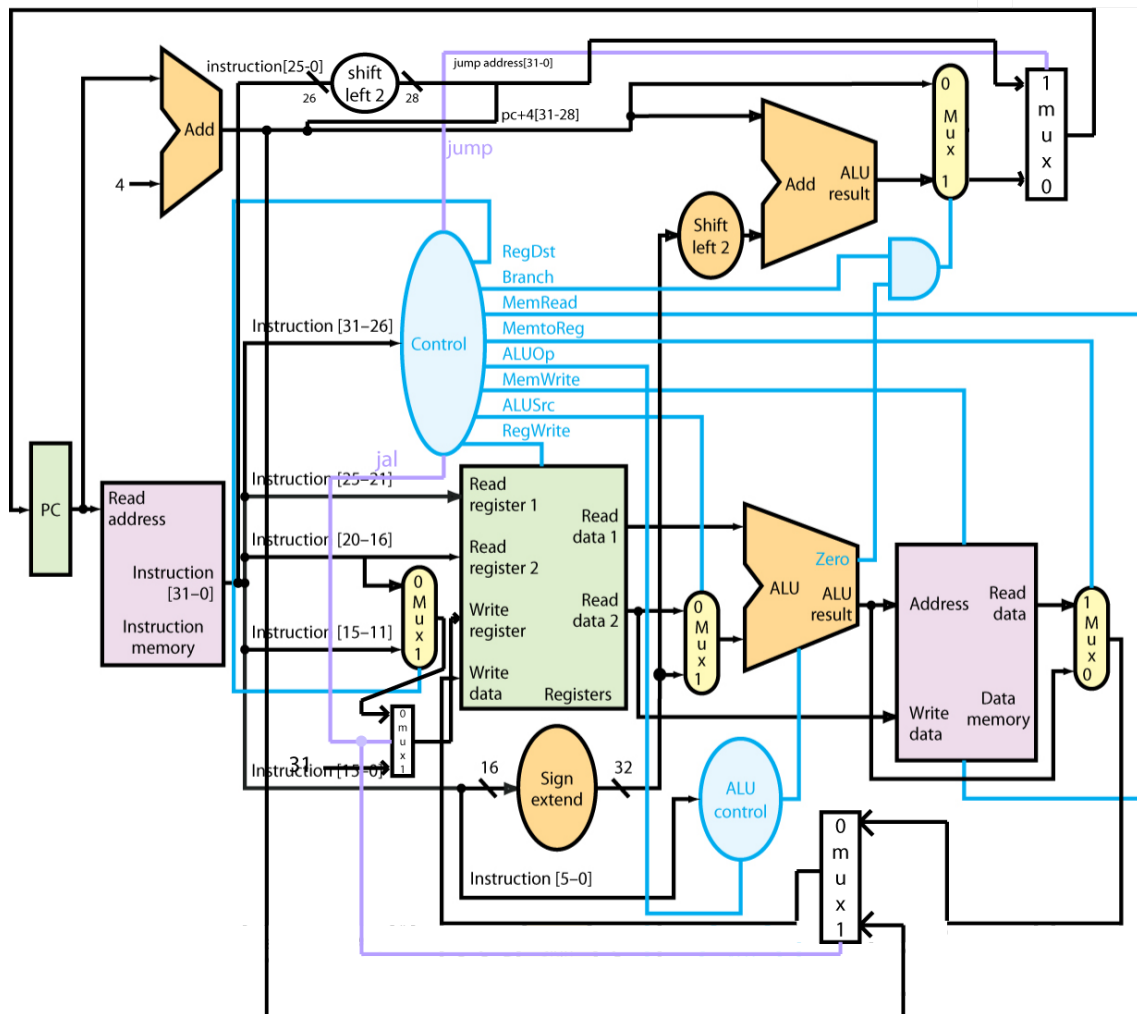 instruction[25-0]
26
shift
left 2
28
jump address[31-0]
pc+4[31-28]
Add
4
jump
Add
ALU
result
Shift
left 2
0
M
u
x
1
1
m
u
x
0
RegDst
Branch
MemRead
MemtoReg
ALUOp
MemWrite
ALUSrc
RegWrite
Control
Instruction [31–26]
jal
Instruction [25–21]
Instruction [20–16]
Instruction [15–11]
Instruction [15–0]
PC
Read
address
Instruction
[31–0]
Instruction
memory
0
M
u
x
1
0
m
u
x
1
31
Read
register 1
Read
register 2
Write
register
Write
data
Read
data 1
Read
data 2
Registers
0
M
u
x
1
Zero
ALU
ALU
result
Address
Read
data
Write
data
Data
memory
1
M
u
x
0
16
Sign
extend
32
ALU
control
Instruction [5–0]
0
m
u
x
1